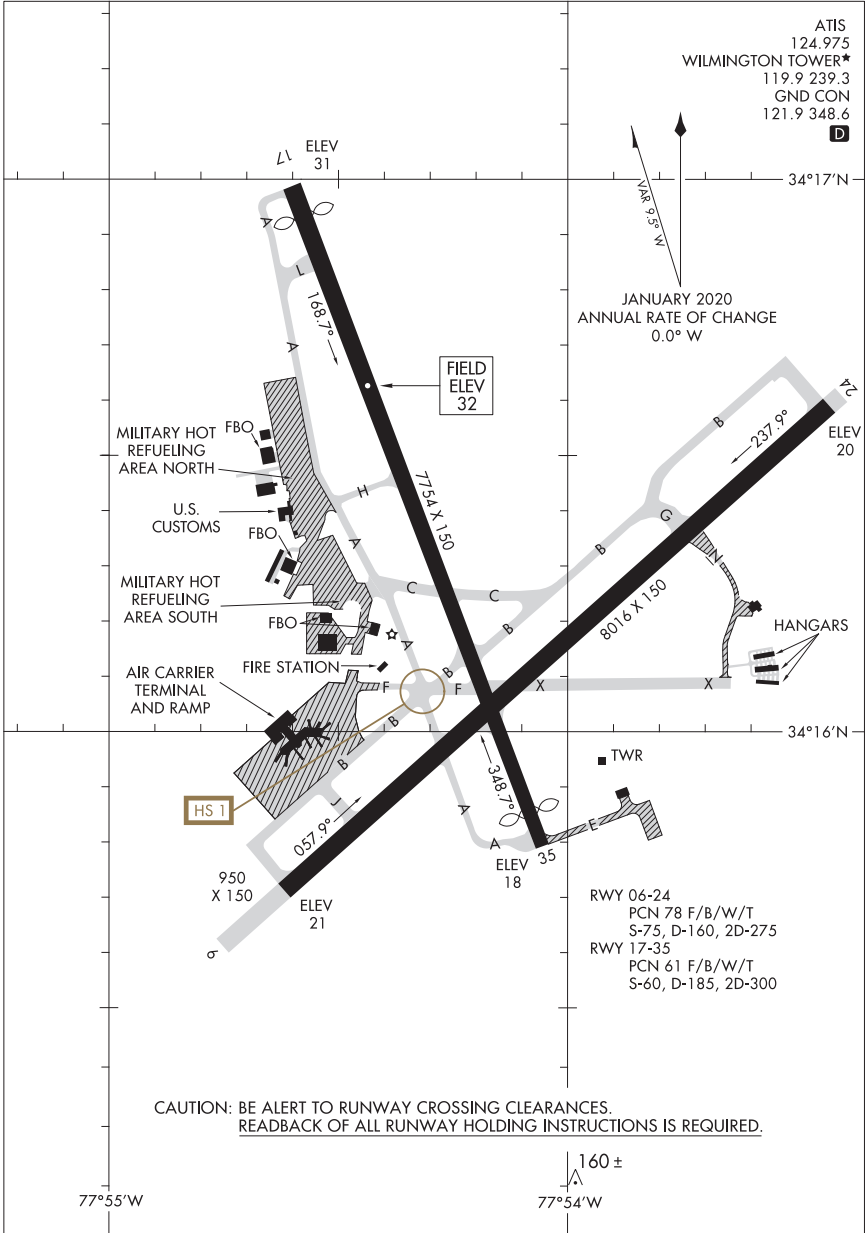 ATIS
124.975
WILMINGTON TOWER★
119.9 239.3
GND CON
121.9 348.6
D
VAR 9.5° W
34°17'N
JANUARY 2020
ANNUAL RATE OF CHANGE
0.0° W
17
ELEV
31
A
L
168.7°
A
FIELD
ELEV
32
24
ELEV
20
237.9°
B
MILITARY HOT
REFUELING
AREA NORTH
FBO
H
7754 X 150
G
U.S.
CUSTOMS
FBO
A
B
N
MILITARY HOT
REFUELING
AREA SOUTH
C
C
8016 X 150
FBO
A
B
HANGARS
FIRE STATION
B
AIR CARRIER
TERMINAL
AND RAMP
F
F
X
X
B
34°16'N
TWR
B
348.7°
HS 1
J
A
E
057.9°
A
35
ELEV
18
950
X 150
ELEV
21
6
RWY 06-24
PCN 78 F/B/W/T
S-75, D-160, 2D-275
RWY 17-35
PCN 61 F/B/W/T
S-60, D-185, 2D-300
CAUTION: BE ALERT TO RUNWAY CROSSING CLEARANCES.
READBACK OF ALL RUNWAY HOLDING INSTRUCTIONS IS REQUIRED.
160 ±
77°55'W
77°54'W